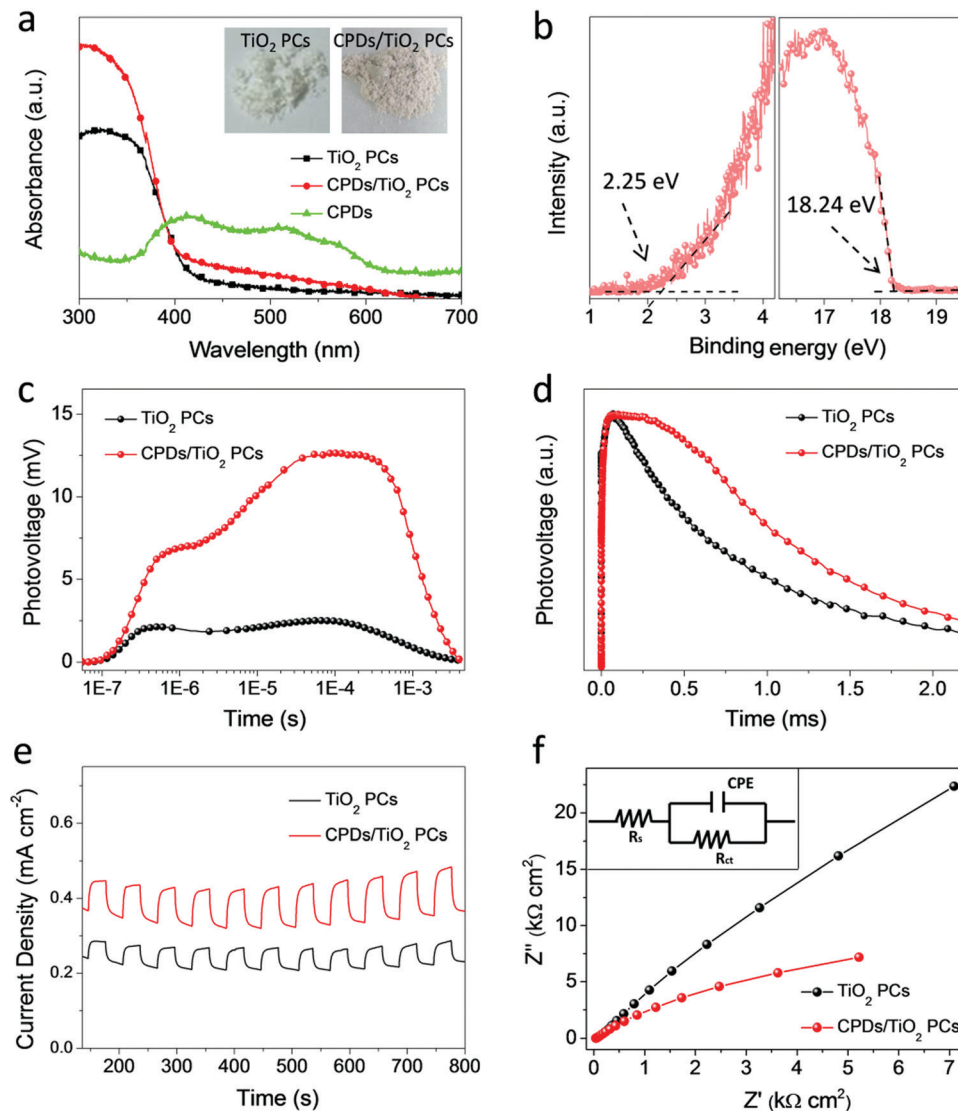 a
TiO₂ PCs
CPDs/TiO₂ PCs
TiO₂ PCs
CPDs/TiO₂ PCs
CPDs
Absorbance (a.u.)
300 400 500 600 700
Wavelength (nm)
b
2.25 eV
18.24 eV
Intensity (a.u.)
1 2 3 4 17 18 19
Binding energy (eV)
c
15
10
5
0
TiO₂ PCs
CPDs/TiO₂ PCs
Photovoltage (mV)
1E-7 1E-6 1E-5 1E-4 1E-3
Time (s)
d
TiO₂ PCs
CPDs/TiO₂ PCs
Photovoltage (a.u.)
0.0 0.5 1.0 1.5 2.0
Time (ms)
e
0.6
0.4
0.2
0.0
TiO₂ PCs
CPDs/TiO₂ PCs
Current Density (mA cm⁻²)
200 300 400 500 600 700 800
Time (s)
f
CPE
Rₛ
R꜀ₜ
20
15
10
5
0
TiO₂ PCs
CPDs/TiO₂ PCs
Z'' (kΩ cm²)
0 1 2 3 4 5 6 7
Z' (kΩ cm²)